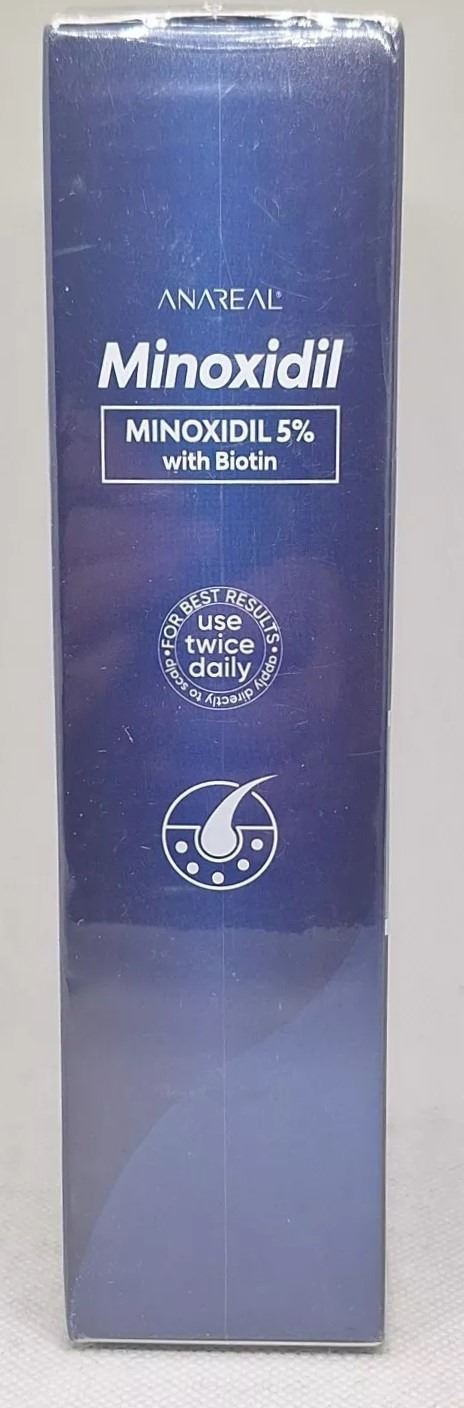 ANAREAL®
Minoxidil
MINOXIDIL 5%
with Biotin
•FOR BEST RESULTS•
use
twice
daily
apply directly to scalp